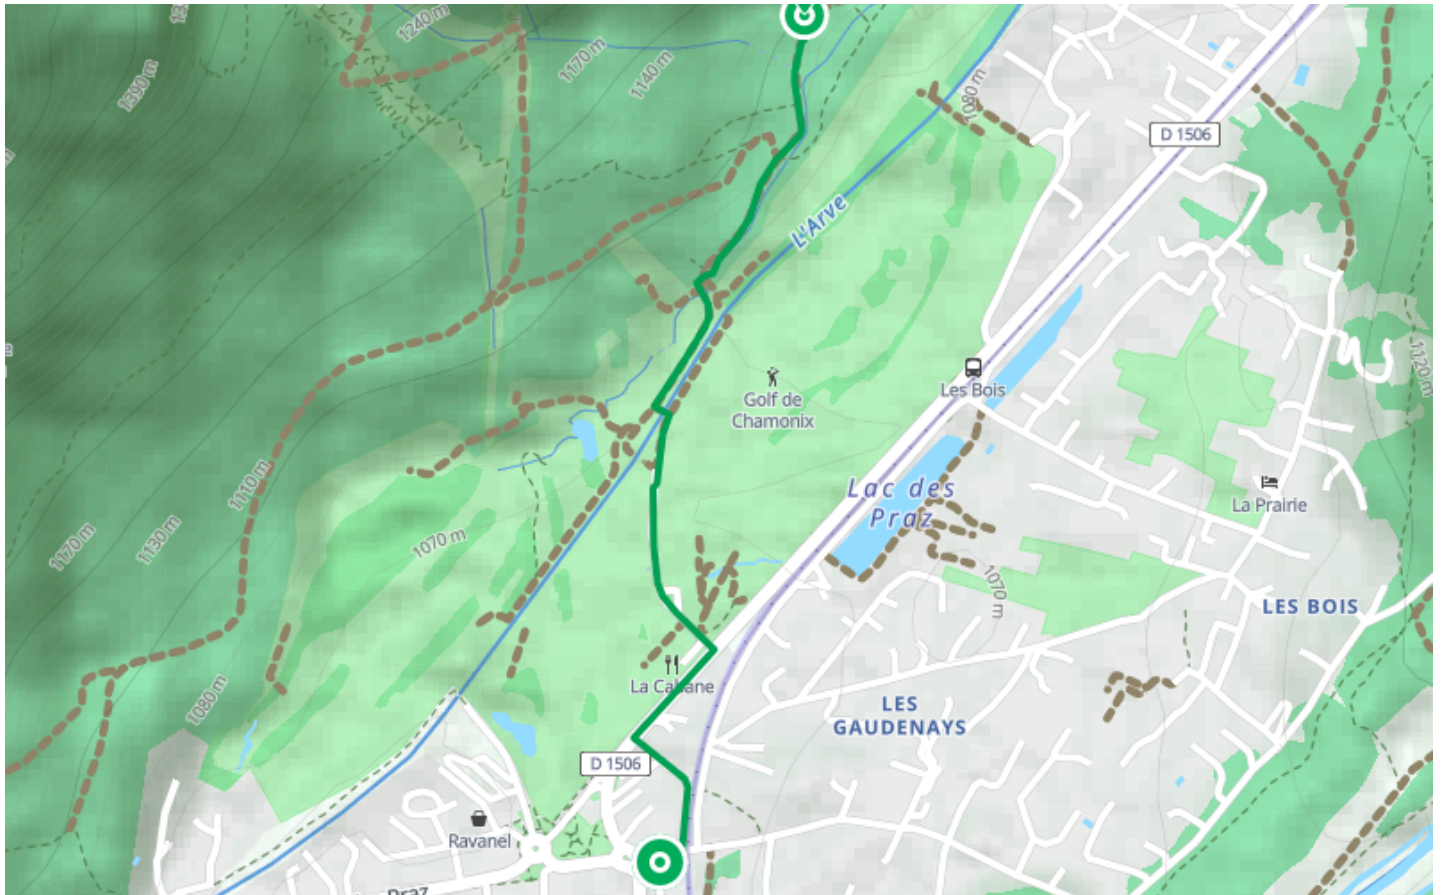 1240 m
1170 m
1140 m
1390 m
1080 m
D 1506
L'Arve
Golf de
Chamonix
Les Bois
1120 m
Lac des
Praz
La Prairie
1110 m
1070 m
1170 m
1130 m
1070 m
LES BOIS
La Cabane
1080 m
LES
GAUDENAYS
D 1506
Ravanel
Praz